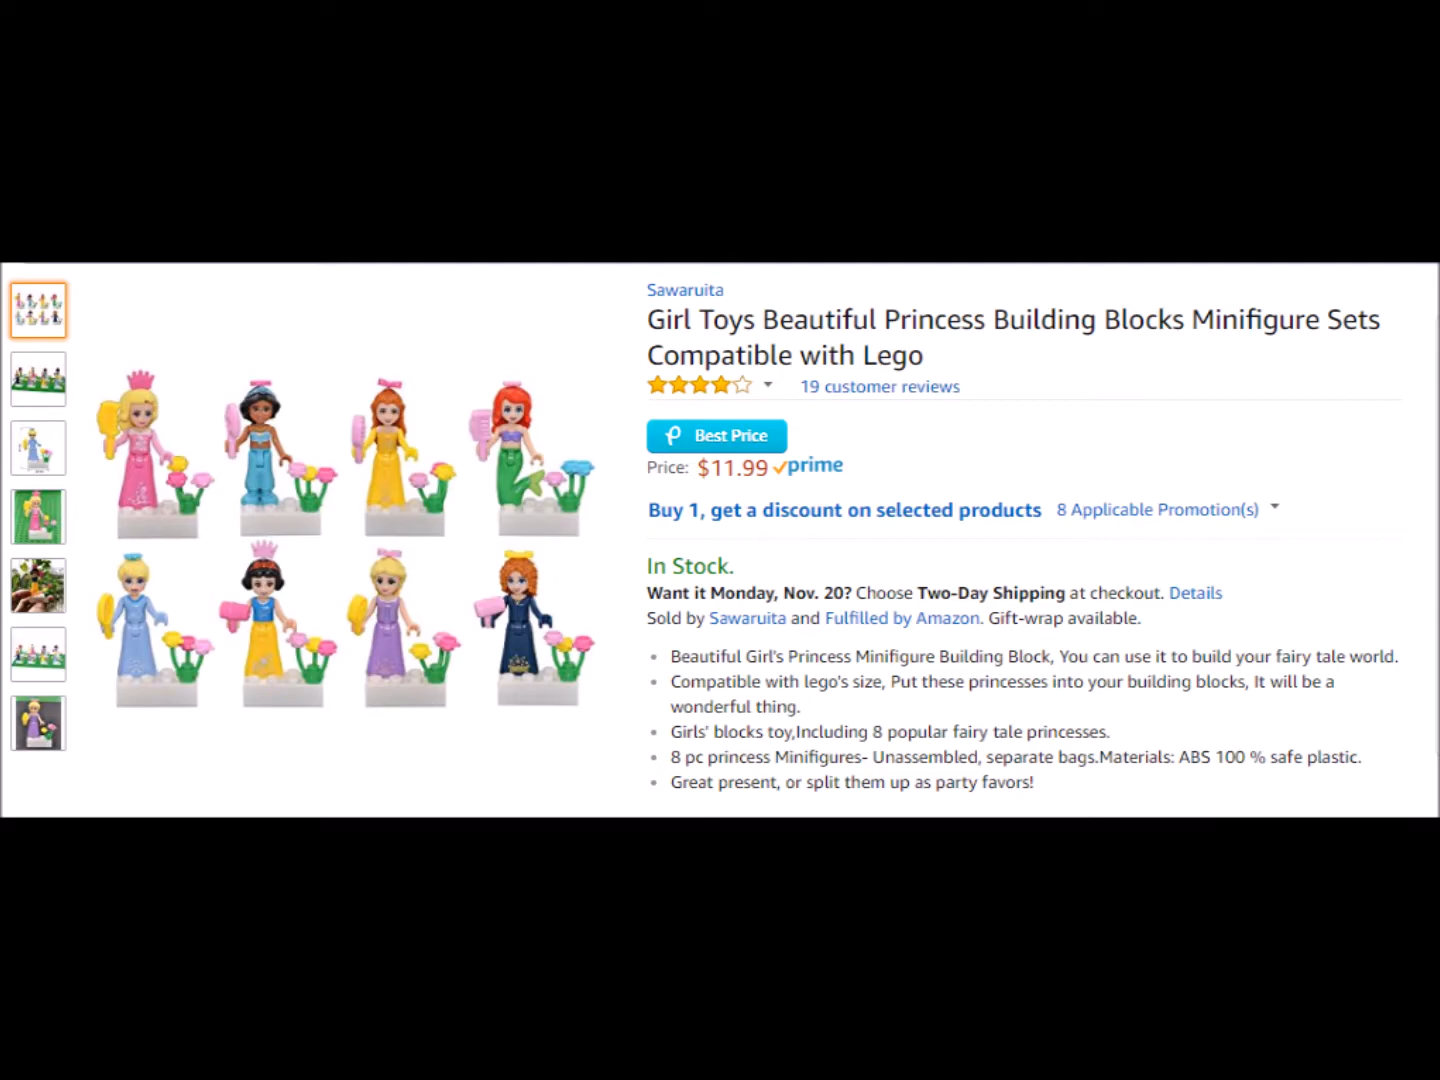 Sawaruita
Girl Toys Beautiful Princess Building Blocks Minifigure Sets
Compatible with Lego
19 customer reviews
Best Price
Price: $11.99 prime
Buy 1, get a discount on selected products 8 Applicable Promotion(s)
In Stock.
Want it Monday, Nov. 20? Choose Two-Day Shipping at checkout. Details
Sold by Sawaruita and Fulfilled by Amazon. Gift-wrap available.
• Beautiful Girl's Princess Minifigure Building Block, You can use it to build your fairy tale world.
• Compatible with lego's size, Put these princesses into your building blocks, It will be a
wonderful thing.
• Girls' blocks toy,Including 8 popular fairy tale princesses.
• 8 pc princess Minifigures- Unassembled, separate bags.Materials: ABS 100 % safe plastic.
• Great present, or split them up as party favors!